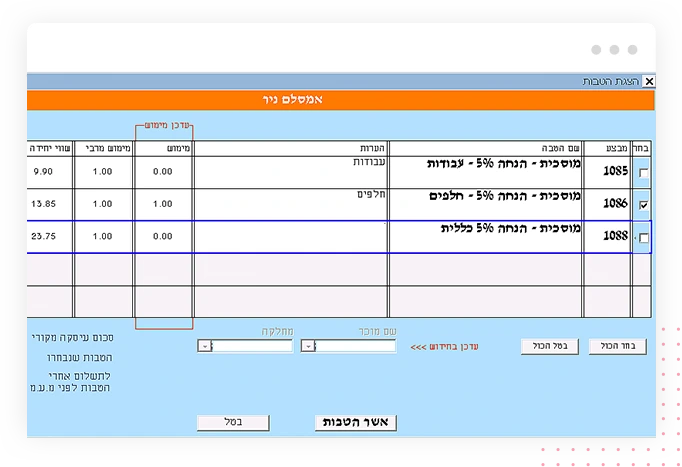 הצגת הטבות
אמסלם ניר
עדכן מימוש
בחר מבצע שם הטבה הערות מימוש מימוש מרבי שווי יחידה
1085 מוסכית - הנחה 5% - עבודות עבודות 0.00 1.00 9.90
1086 מוסכית - הנחה 5% - חלפים חלפים 1.00 1.00 13.85
1088 מוסכית - הנחה 5% כללית 0.00 1.00 23.75
שם מוכר מחלקה סכום עיסקה מקורי
בחר הכול בטל הכול עדכן בחידוש >>>
הטבות שנבחרו
לתשלום אחרי
הטבות לפני מ.ע.מ
אשר הטבות בטל